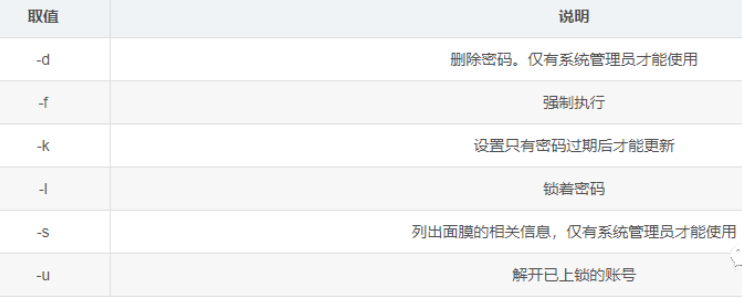 取值 说明
-d 删除密码。仅有系统管理员才能使用
-f 强制执行
-k 设置只有密码过期后才能更新
-l 锁着密码
-s 列出面膜的相关信息，仅有系统管理员才能使用
-u 解开已上锁的账号